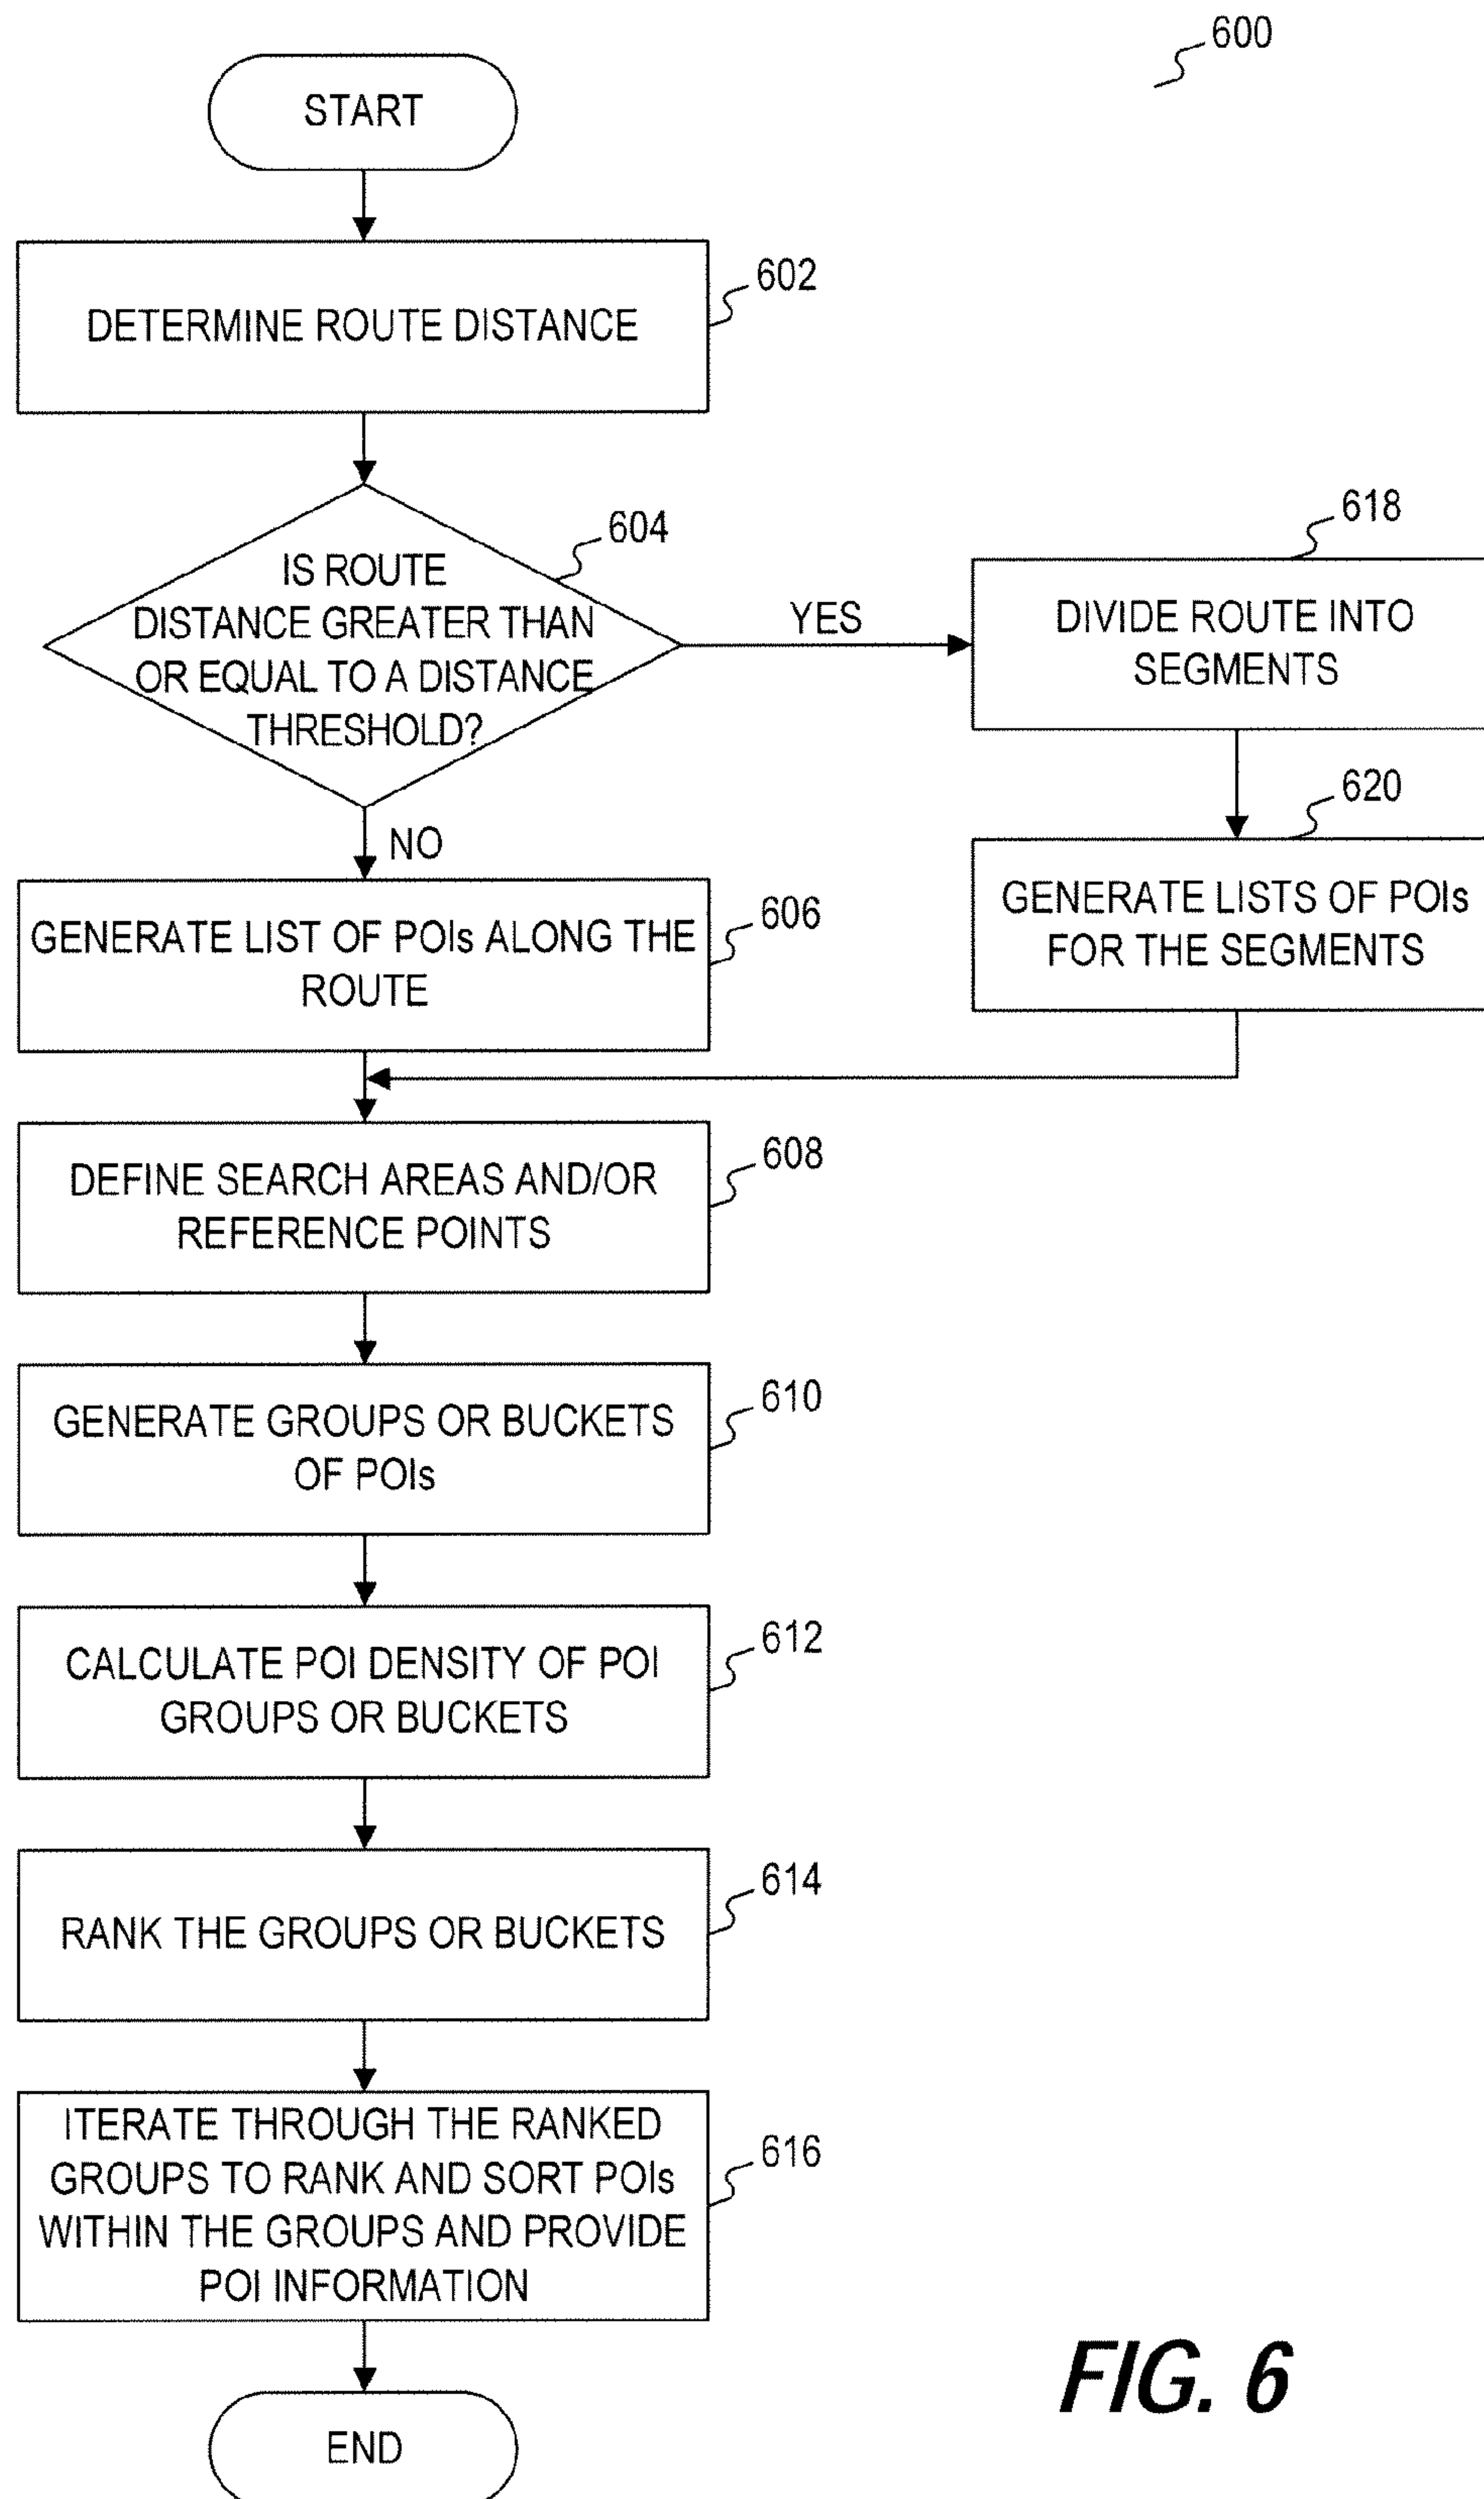 600
START
602
DETERMINE ROUTE DISTANCE
604
IS ROUTE
DISTANCE GREATER THAN
OR EQUAL TO A DISTANCE
THRESHOLD?
YES
618
DIVIDE ROUTE INTO
SEGMENTS
620
GENERATE LISTS OF POIs
FOR THE SEGMENTS
NO
606
GENERATE LIST OF POIs ALONG THE
ROUTE
608
DEFINE SEARCH AREAS AND/OR
REFERENCE POINTS
610
GENERATE GROUPS OR BUCKETS
OF POIs
612
CALCULATE POI DENSITY OF POI
GROUPS OR BUCKETS
614
RANK THE GROUPS OR BUCKETS
616
ITERATE THROUGH THE RANKED
GROUPS TO RANK AND SORT POIs
WITHIN THE GROUPS AND PROVIDE
POI INFORMATION
END
FIG. 6